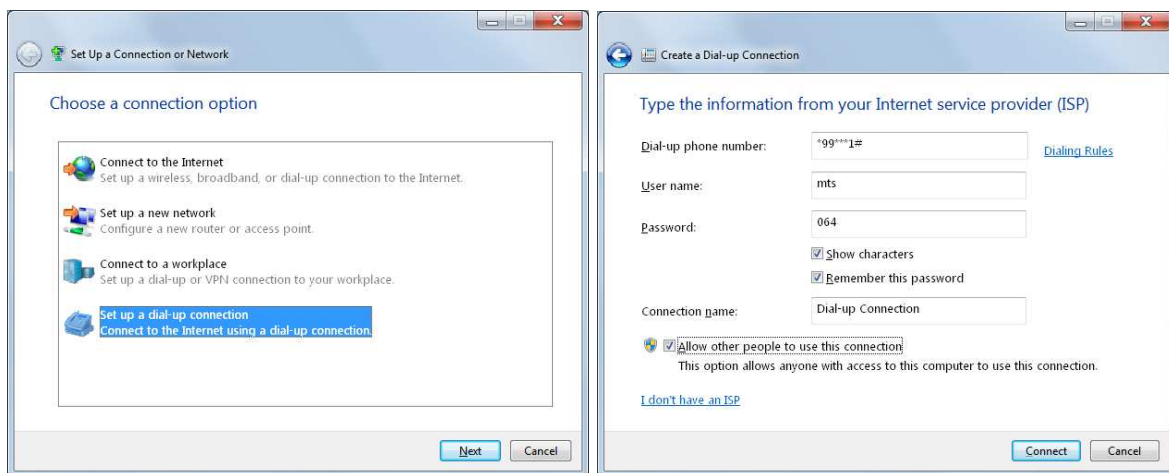 Set Up a Connection or Network
Choose a connection option
Connect to the Internet
Set up a wireless, broadband, or dial-up connection to the Internet.
Set up a new network
Configure a new router or access point.
Connect to a workplace
Set up a dial-up or VPN connection to your workplace.
Set up a dial-up connection
Connect to the Internet using a dial-up connection.
Next
Cancel
Create a Dial-up Connection
Type the information from your Internet service provider (ISP)
Dial-up phone number:
*99***1#
Dialing Rules
User name:
mts
Password:
064
Show characters
Remember this password
Connection name:
Dial-up Connection
Allow other people to use this connection
This option allows anyone with access to this computer to use this connection.
I don't have an ISP
Connect
Cancel